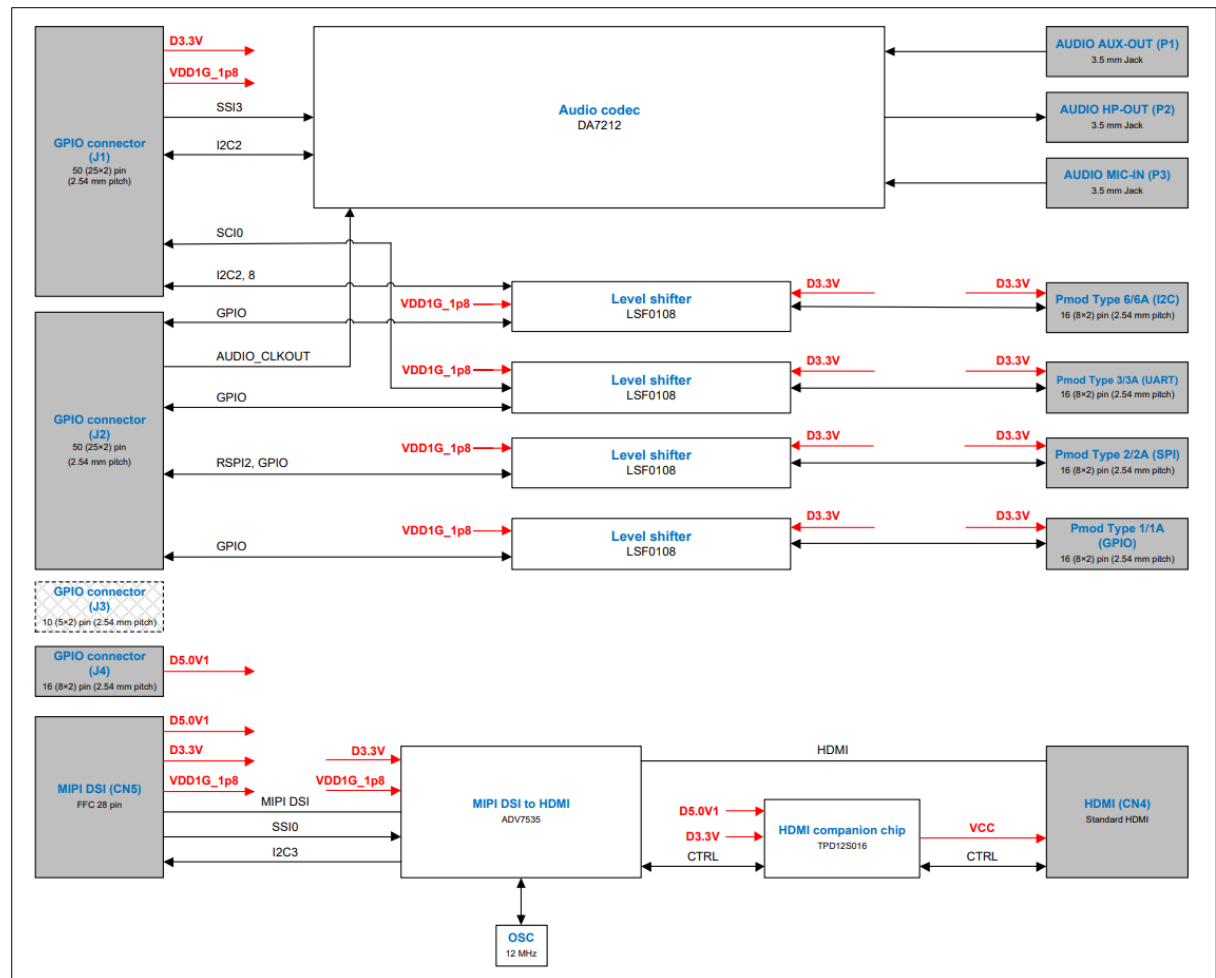 D3.3V
VDD1G_1p8
SSI3
I2C2
GPIO connector
(J1)
50 (25×2) pin
(2.54 mm pitch)
SCI0
I2C2, 8
Audio codec
DA7212
AUDIO AUX-OUT (P1)
3.5 mm Jack
AUDIO HP-OUT (P2)
3.5 mm Jack
AUDIO MIC-IN (P3)
3.5 mm Jack
VDD1G_1p8
Level shifter
LSF0108
D3.3V
D3.3V
Pmod Type 6/6A (I2C)
16 (8×2) pin (2.54 mm pitch)
GPIO
AUDIO_CLKOUT
GPIO
GPIO connector
(J2)
50 (25×2) pin
(2.54 mm pitch)
RSPI2, GPIO
GPIO
VDD1G_1p8
Level shifter
LSF0108
D3.3V
D3.3V
Pmod Type 3/3A (UART)
16 (8×2) pin (2.54 mm pitch)
VDD1G_1p8
Level shifter
LSF0108
D3.3V
D3.3V
Pmod Type 2/2A (SPI)
16 (8×2) pin (2.54 mm pitch)
VDD1G_1p8
Level shifter
LSF0108
D3.3V
D3.3V
Pmod Type 1/1A
(GPIO)
16 (8×2) pin (2.54 mm pitch)
GPIO connector
(J3)
10 (5×2) pin (2.54 mm pitch)
GPIO connector
(J4)
16 (8×2) pin (2.54 mm pitch)
D5.0V1
MIPI DSI (CN5)
FFC 28 pin
D5.0V1
D3.3V
VDD1G_1p8
MIPI DSI
SSI0
I2C3
D3.3V
VDD1G_1p8
MIPI DSI to HDMI
ADV7535
HDMI
D5.0V1
D3.3V
CTRL
HDMI companion chip
TPD12S016
VCC
CTRL
HDMI (CN4)
Standard HDMI
OSC
12 MHz